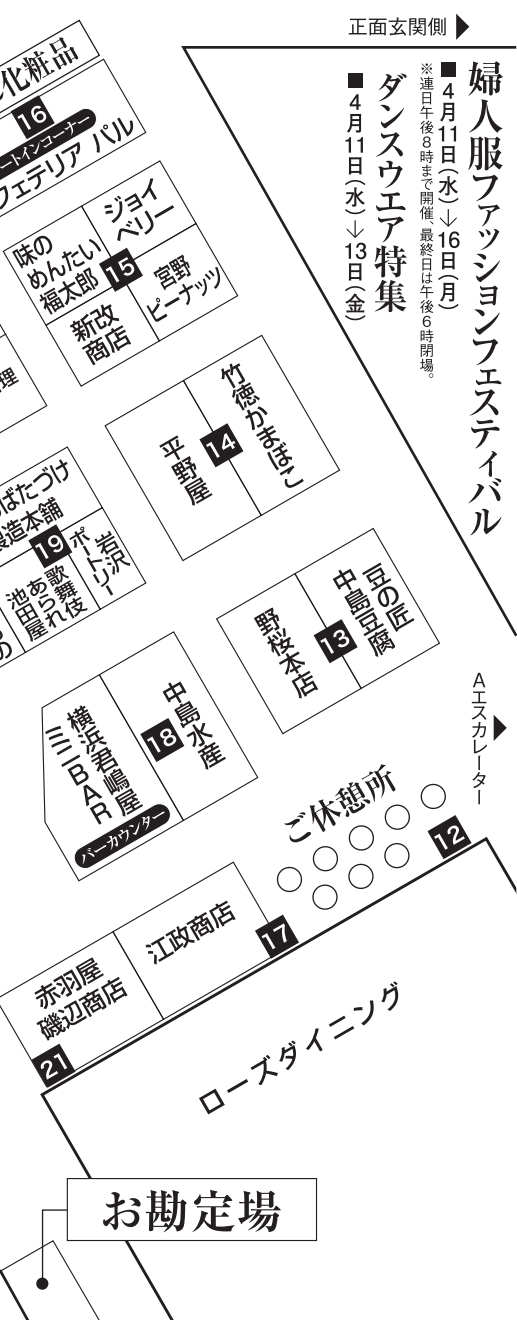 正面玄関側
婦人服ファッションフェスティバル
■4月11日(水)→16日(月)
※連日午後8時まで開催、最終日は午後6時閉場。
ダンスウエア特集
■4月11日(水)→13日(金)
化粧品
16
ートインコーナー
フェテリア パル
味の
めんたい
福太郎
ジョイ
ベリー
15
新改
商店
宮野
ピーナッツ
理
平野屋
14
竹徳かまぼこ
ばたづけ
製造本舗
19
岩沢
ポートリー
歌舞伎
あられ
池田屋
の
野桜本店
13
豆の匠
中島豆腐
Aエスカレーター
横浜君嶋屋
ミニBAR
バーカウンター
18
中島水産
ご休憩所
12
江政商店
17
赤羽屋
磯辺商店
21
ローズダイニング
お勘定場